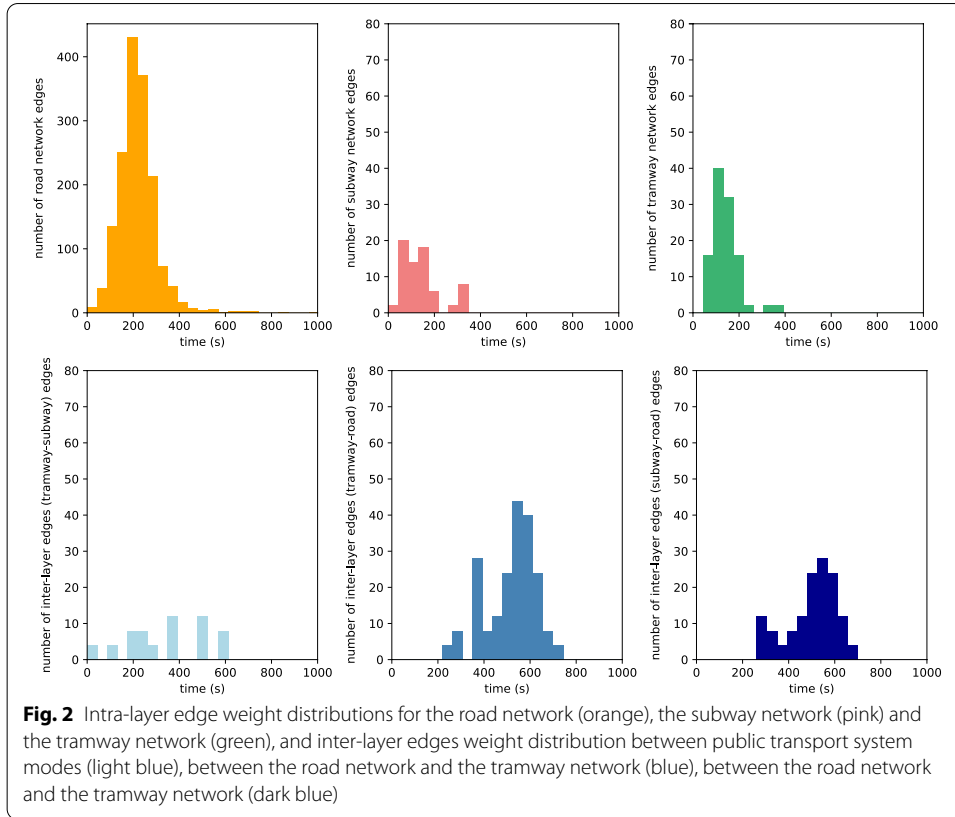 number of road network edges
400
300
200
100
0
0 200 400 600 800 1000
time (s)
number of subway network edges
80
70
60
50
40
30
20
10
0
0 200 400 600 800 1000
time (s)
number of tramway network edges
80
70
60
50
40
30
20
10
0
0 200 400 600 800 1000
time (s)
number of inter-layer edges (tramway-subway) edges
80
70
60
50
40
30
20
10
0
0 200 400 600 800 1000
time (s)
number of inter-layer edges (tramway-road) edges
80
70
60
50
40
30
20
10
0
0 200 400 600 800 1000
time (s)
number of inter-layer edges (subway-road) edges
80
70
60
50
40
30
20
10
0
0 200 400 600 800 1000
time (s)
Fig. 2 Intra-layer edge weight distributions for the road network (orange), the subway network (pink) and
the tramway network (green), and inter-layer edges weight distribution between public transport system
modes (light blue), between the road network and the tramway network (blue), between the road network
and the tramway network (dark blue)